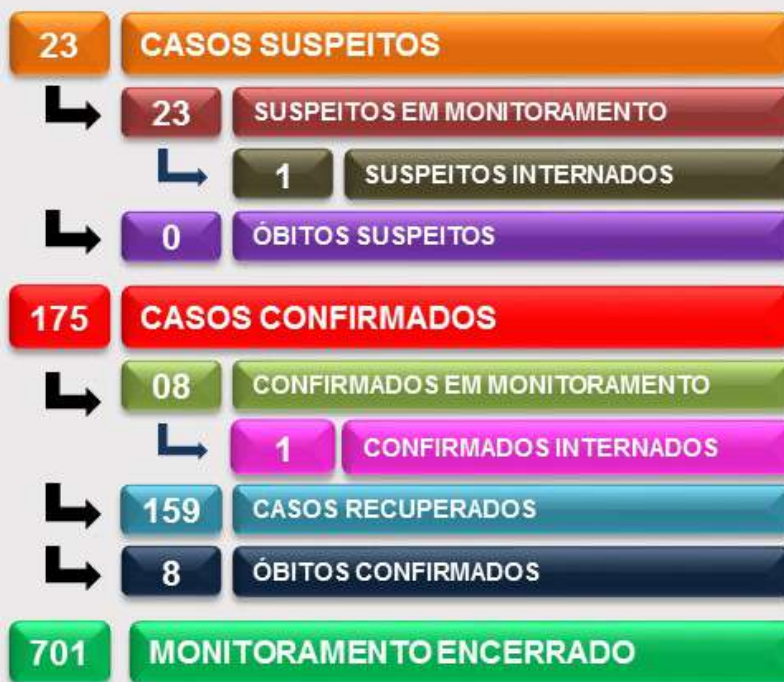 23 CASOS SUSPEITOS
23 SUSPEITOS EM MONITORAMENTO
1 SUSPEITOS INTERNADOS
0 ÓBITOS SUSPEITOS
175 CASOS CONFIRMADOS
08 CONFIRMADOS EM MONITORAMENTO
1 CONFIRMADOS INTERNADOS
159 CASOS RECUPERADOS
8 ÓBITOS CONFIRMADOS
701 MONITORAMENTO ENCERRADO